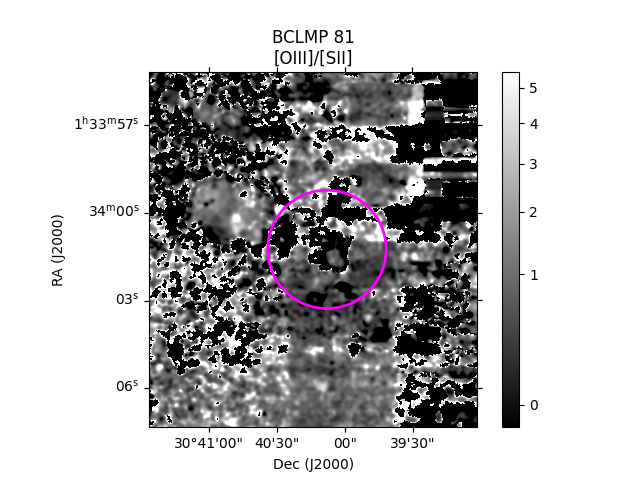 BCLMP 81
[OIII]/[SII]
1ʰ33ᵐ57ˢ
34ᵐ00ˢ
03ˢ
06ˢ
RA (J2000)
30°41'00" 40'30" 00" 39'30"
Dec (J2000)
5
4
3
2
1
0